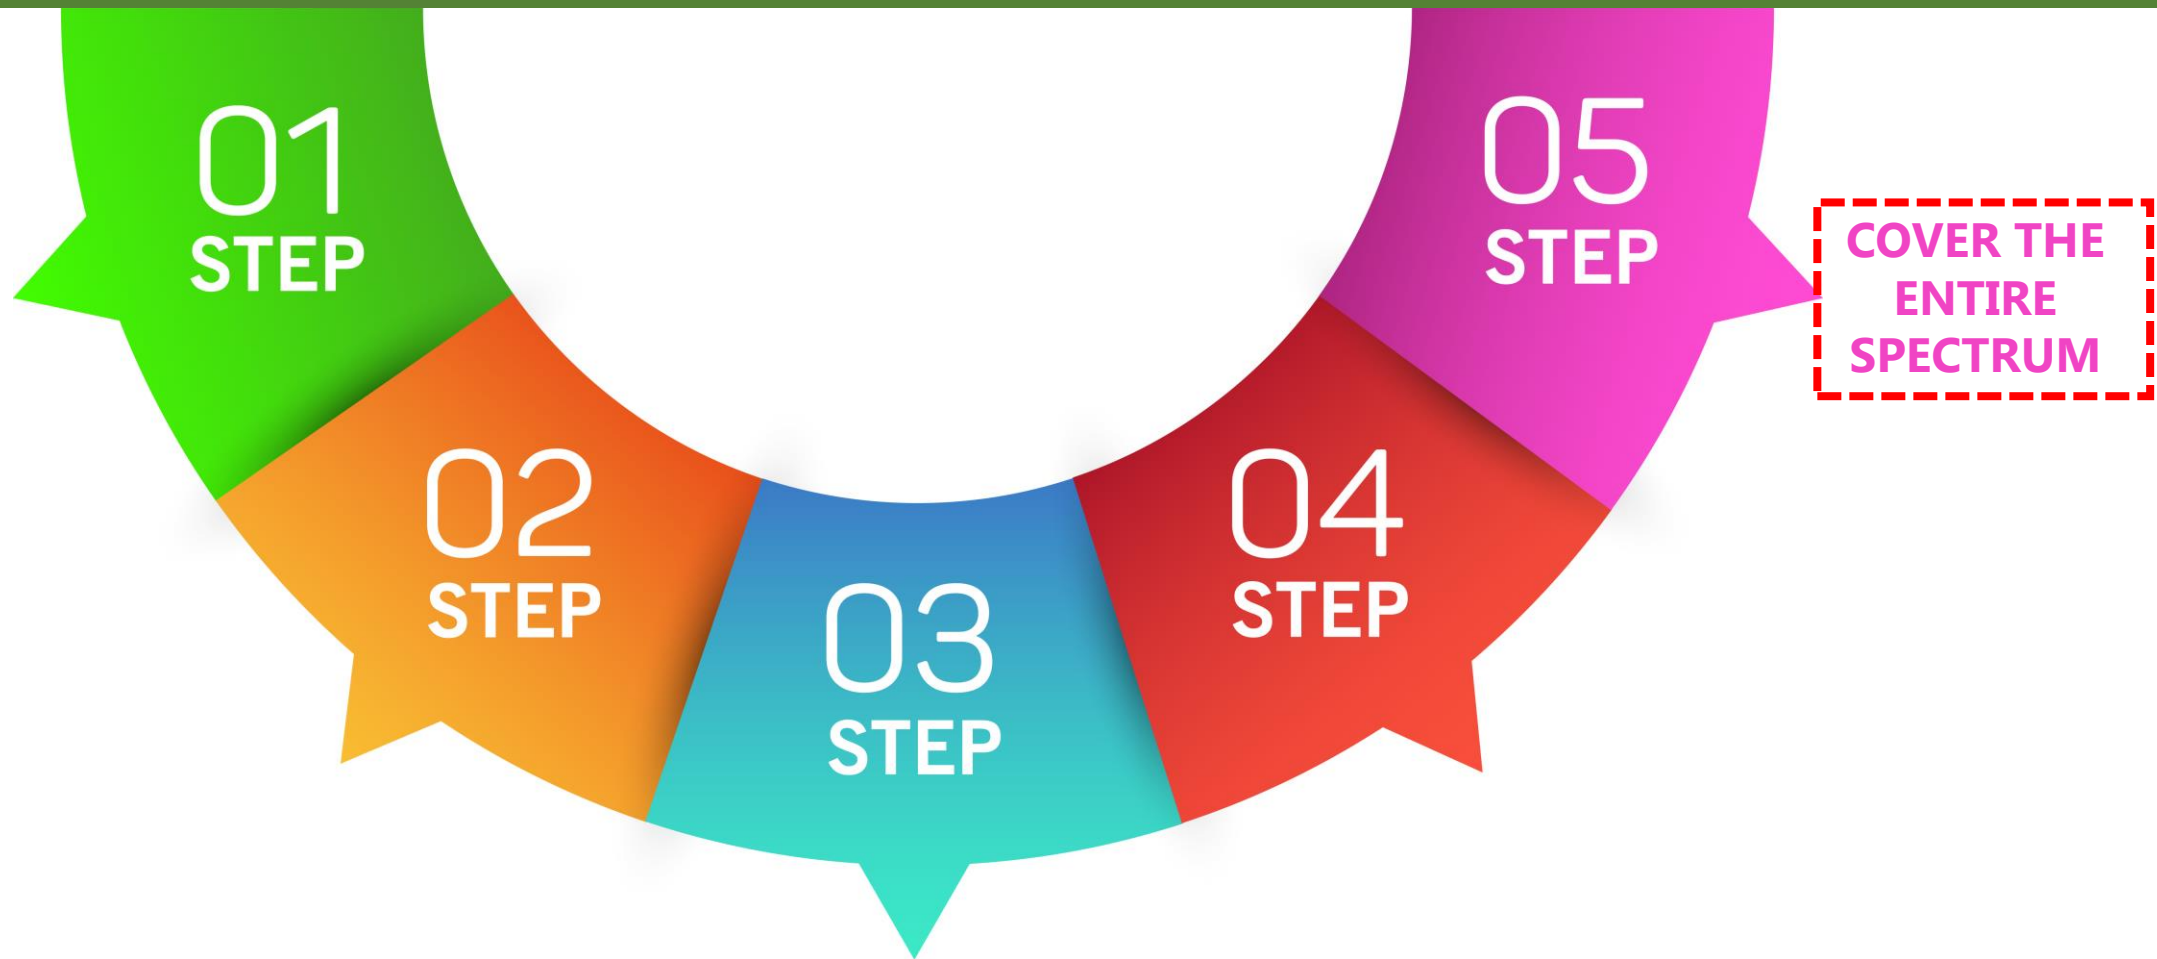 01
STEP
02
STEP
03
STEP
04
STEP
05
STEP
COVER THE
ENTIRE
SPECTRUM